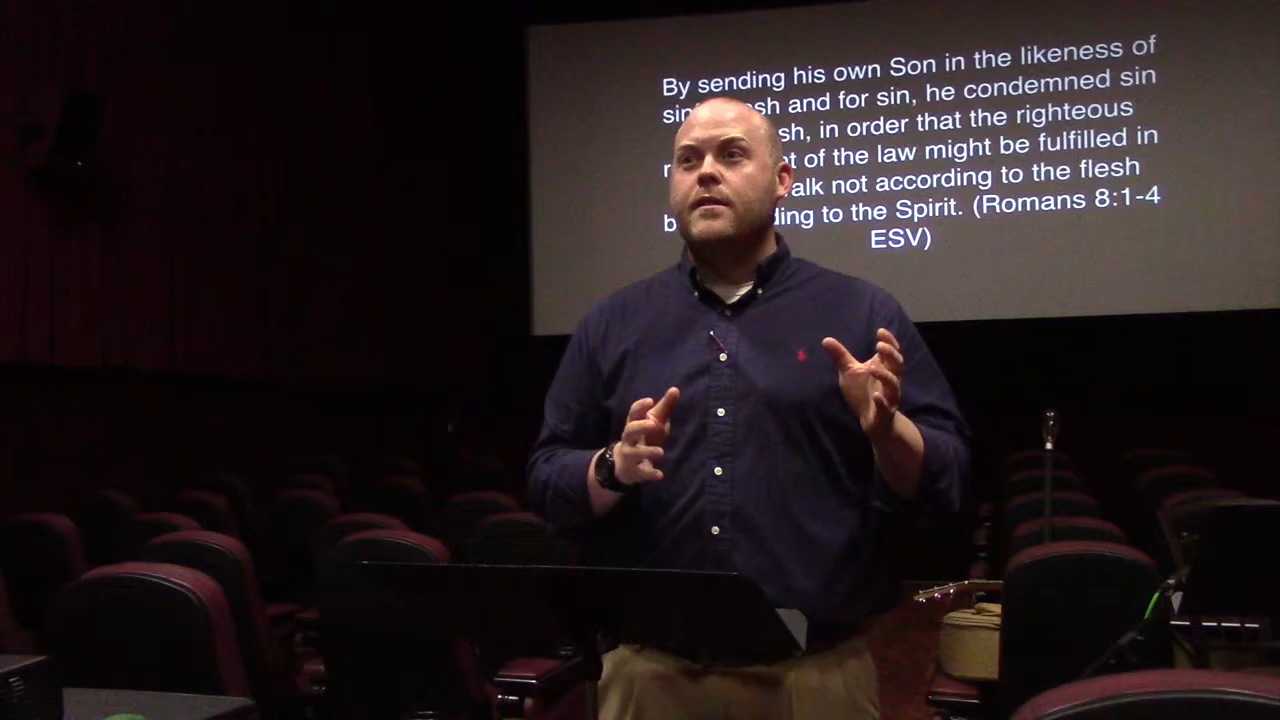 By sending his own Son in the likeness of
and for sin, he condemned sin
in order that the righteous
of the law might be fulfilled in
not according to the flesh
to the Spirit. (Romans 8:1-4
ESV)